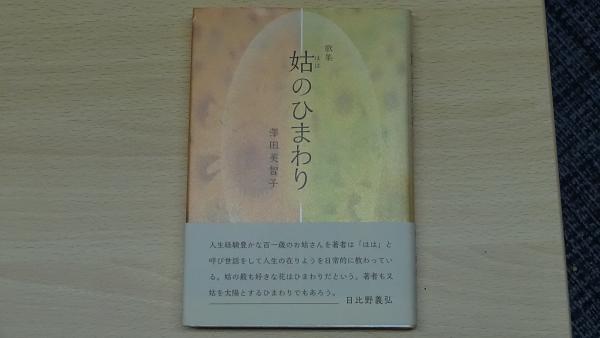 歌集
姑のひまわり
はは
澤田美智子
人生経験豊かな百一歳のお姑さんを著者は「はは」と
呼び世話をして人生の在りようを日常的に教わってい
る。姑の最も好きな花はひまわりだという。著者も又
姑を太陽とするひまわりでもあろう。
日比野義弘